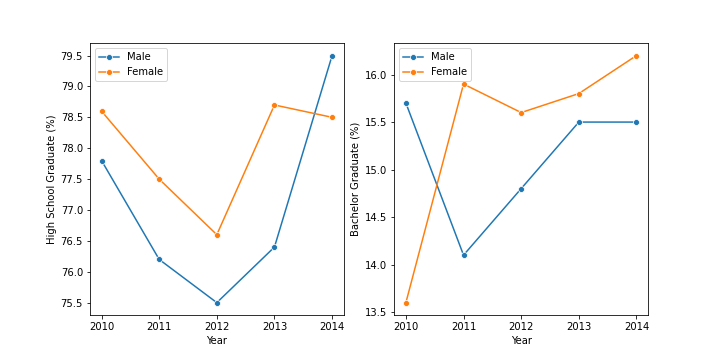 Male
Female
High School Graduate (%)
79.5
79.0
78.5
78.0
77.5
77.0
76.5
76.0
75.5
2010 2011 2012 2013 2014
Year
Male
Female
Bachelor Graduate (%)
16.0
15.5
15.0
14.5
14.0
13.5
2010 2011 2012 2013 2014
Year